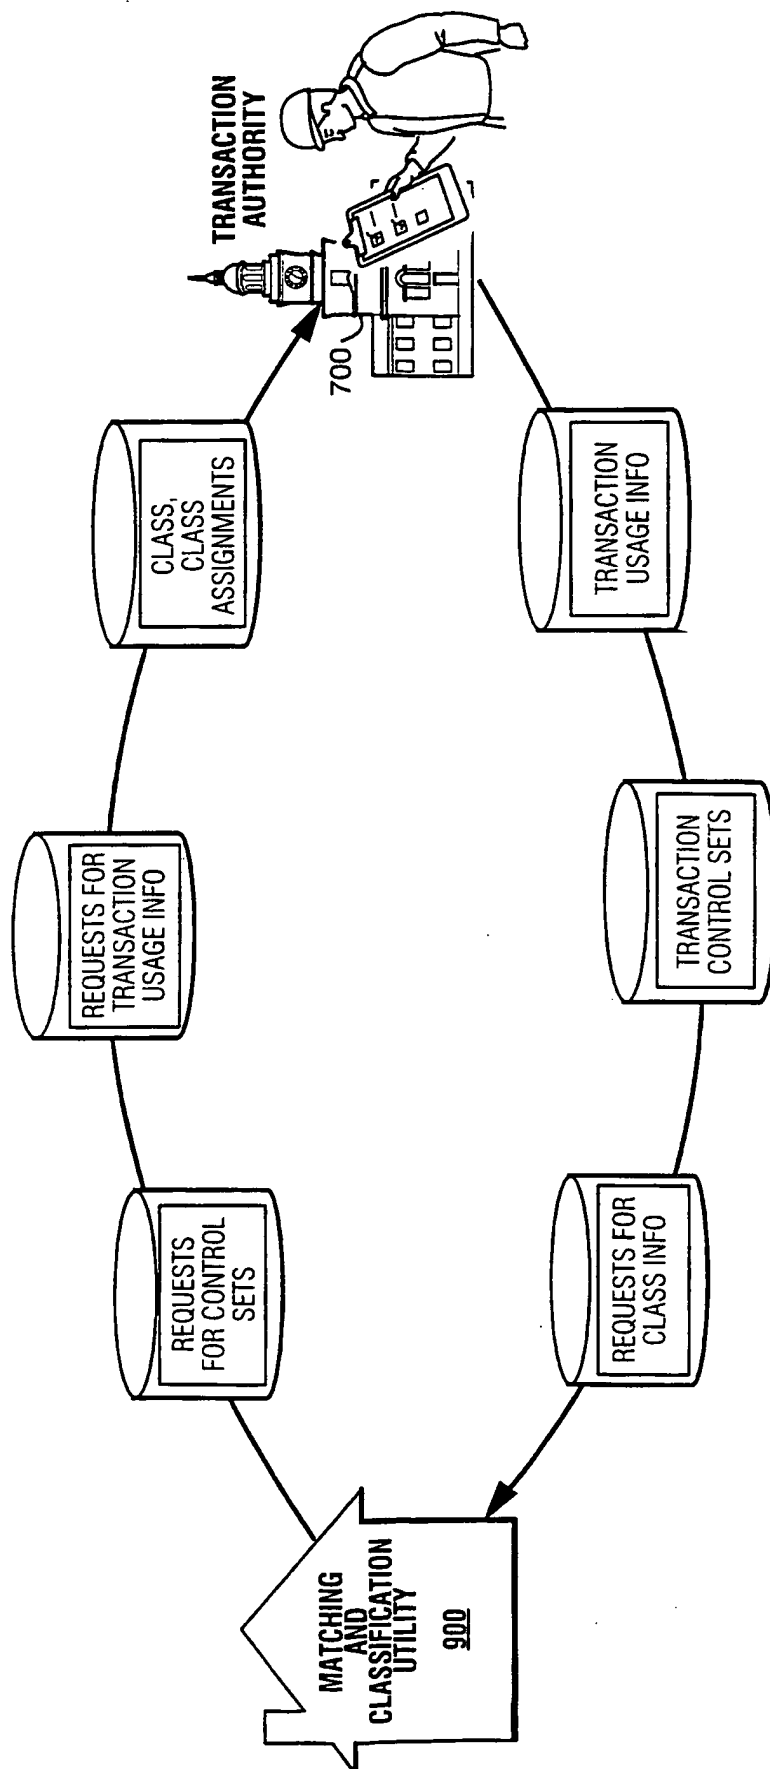 TRANSACTION
AUTHORITY
700
CLASS,
CLASS
ASSIGNMENTS
REQUESTS FOR
TRANSACTION
USAGE INFO
REQUESTS
FOR CONTROL
SETS
MATCHING
AND
CLASSIFICATION
UTILITY
900
REQUESTS FOR
CLASS INFO
TRANSACTION
CONTROL SETS
TRANSACTION
USAGE INFO